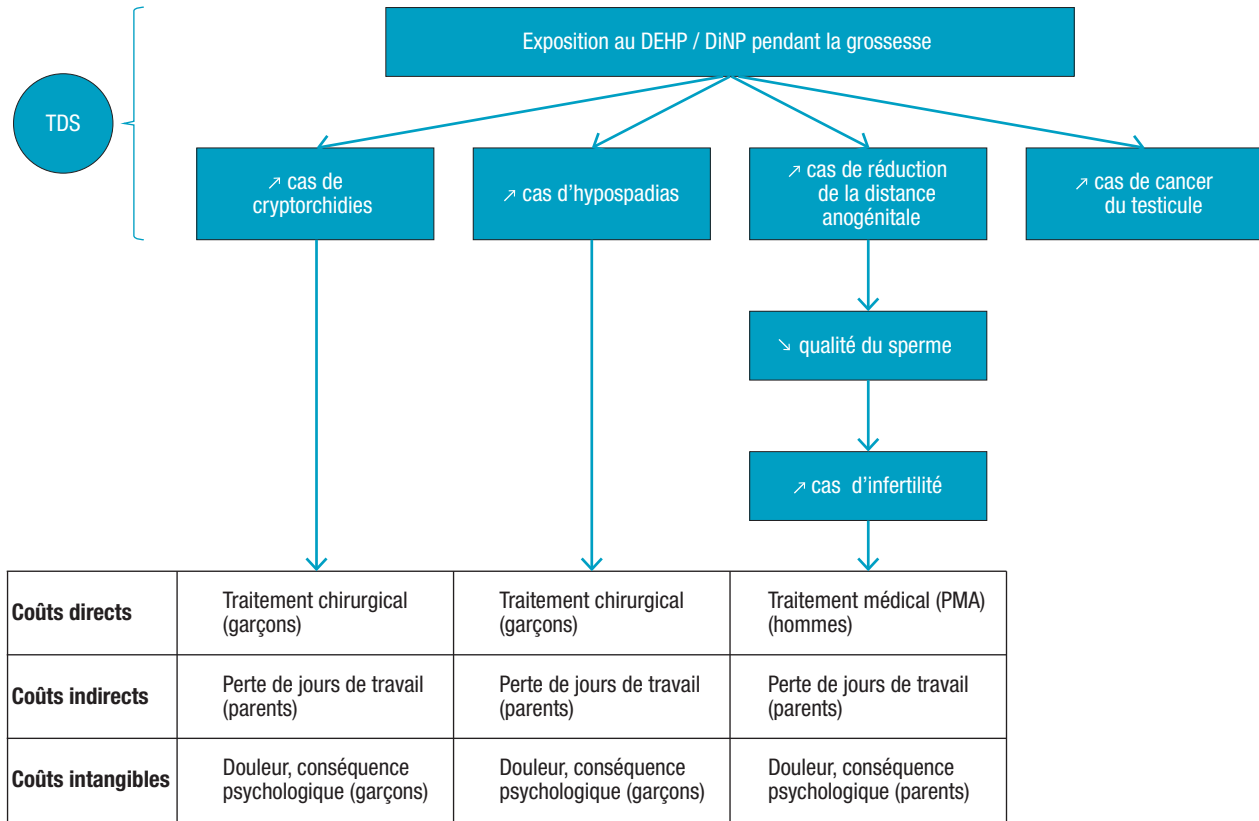 Exposition au DEHP / DiNP pendant la grossesse
TDS
↗ cas de
cryptorchidies
↗ cas d'hypospadias
↗ cas de réduction
de la distance
anogénitale
↗ cas de cancer
du testicule
↘ qualité du sperme
↗ cas d'infertilité
Coûts directs
Traitement chirurgical
(garçons)
Traitement chirurgical
(garçons)
Traitement médical (PMA)
(hommes)
Coûts indirects
Perte de jours de travail
(parents)
Perte de jours de travail
(parents)
Perte de jours de travail
(parents)
Coûts intangibles
Douleur, conséquence
psychologique (garçons)
Douleur, conséquence
psychologique (garçons)
Douleur, conséquence
psychologique (parents)